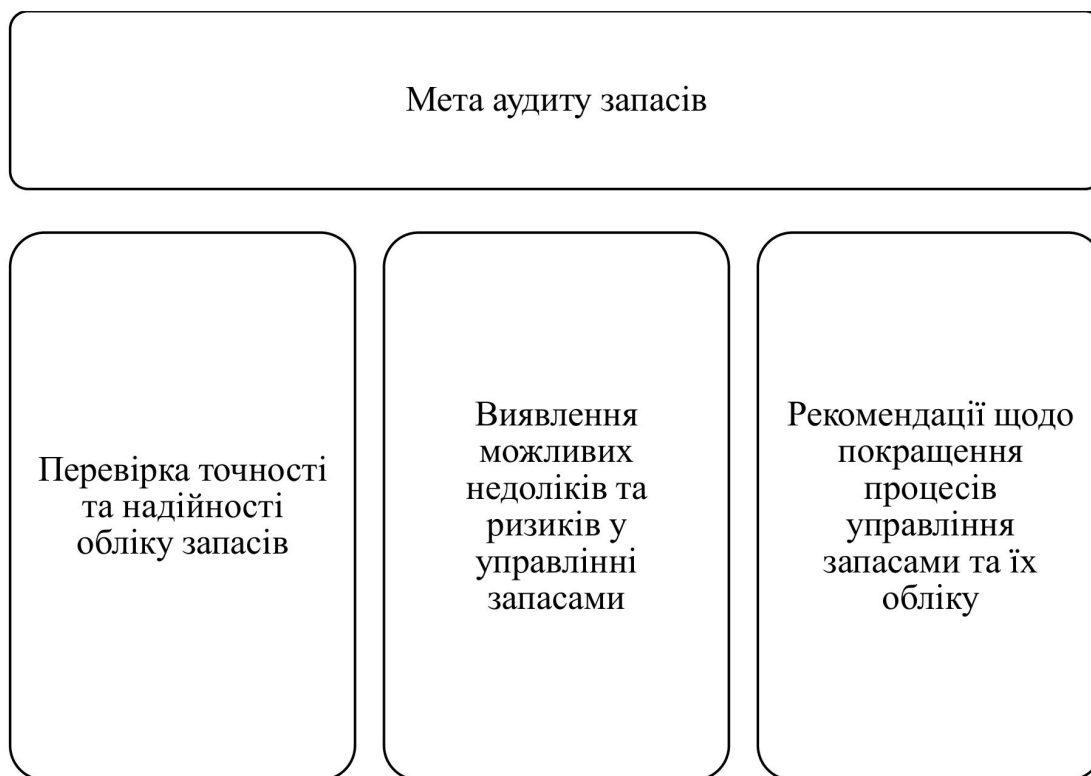 Мета аудиту запасів
Перевірка точності
та надійності
обліку запасів
Виявлення
можливих
недоліків та
ризиків у
управлінні
запасами
Рекомендації щодо
покращення
процесів
управління
запасами та їх
обліку